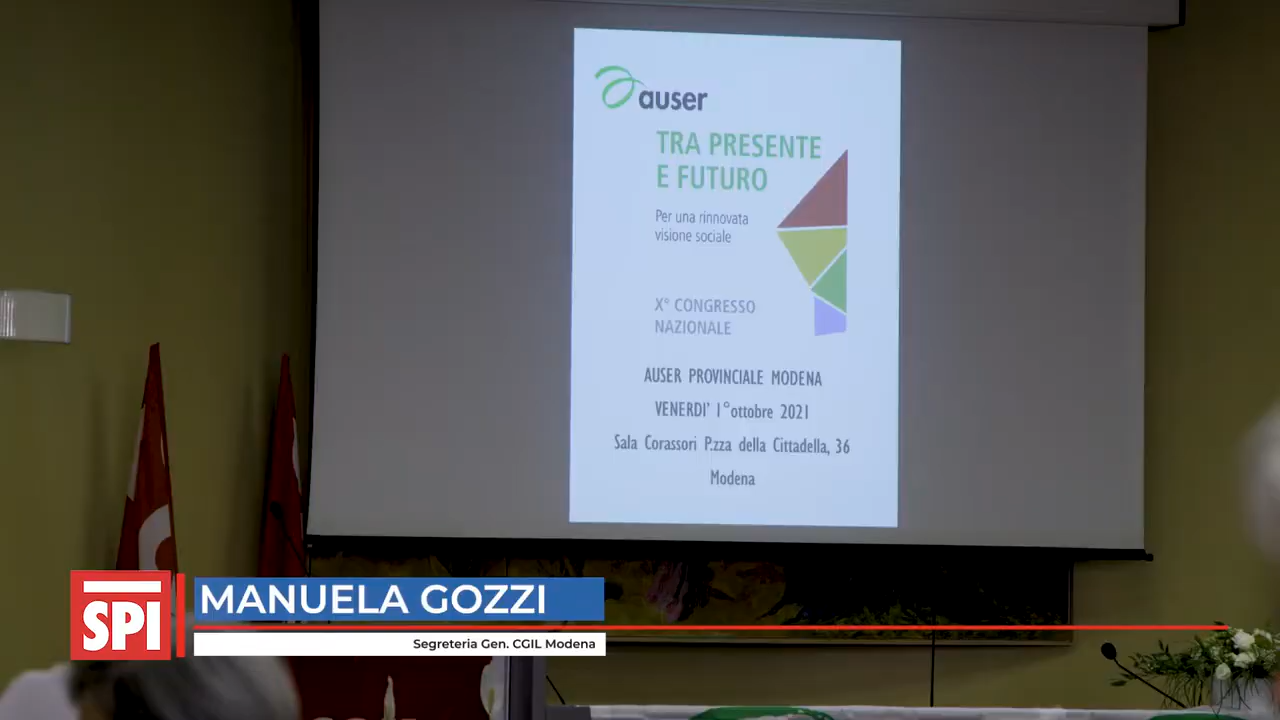 auser
TRA PRESENTE
E FUTURO
Per una rinnovata
visione sociale
X° CONGRESSO
NAZIONALE
AUSER PROVINCIALE MODENA
VENERDI' 1°ottobre 2021
Sala Corassori P.zza della Cittadella, 36
Modena
SPI
MANUELA GOZZI
Segreteria Gen. CGIL Modena